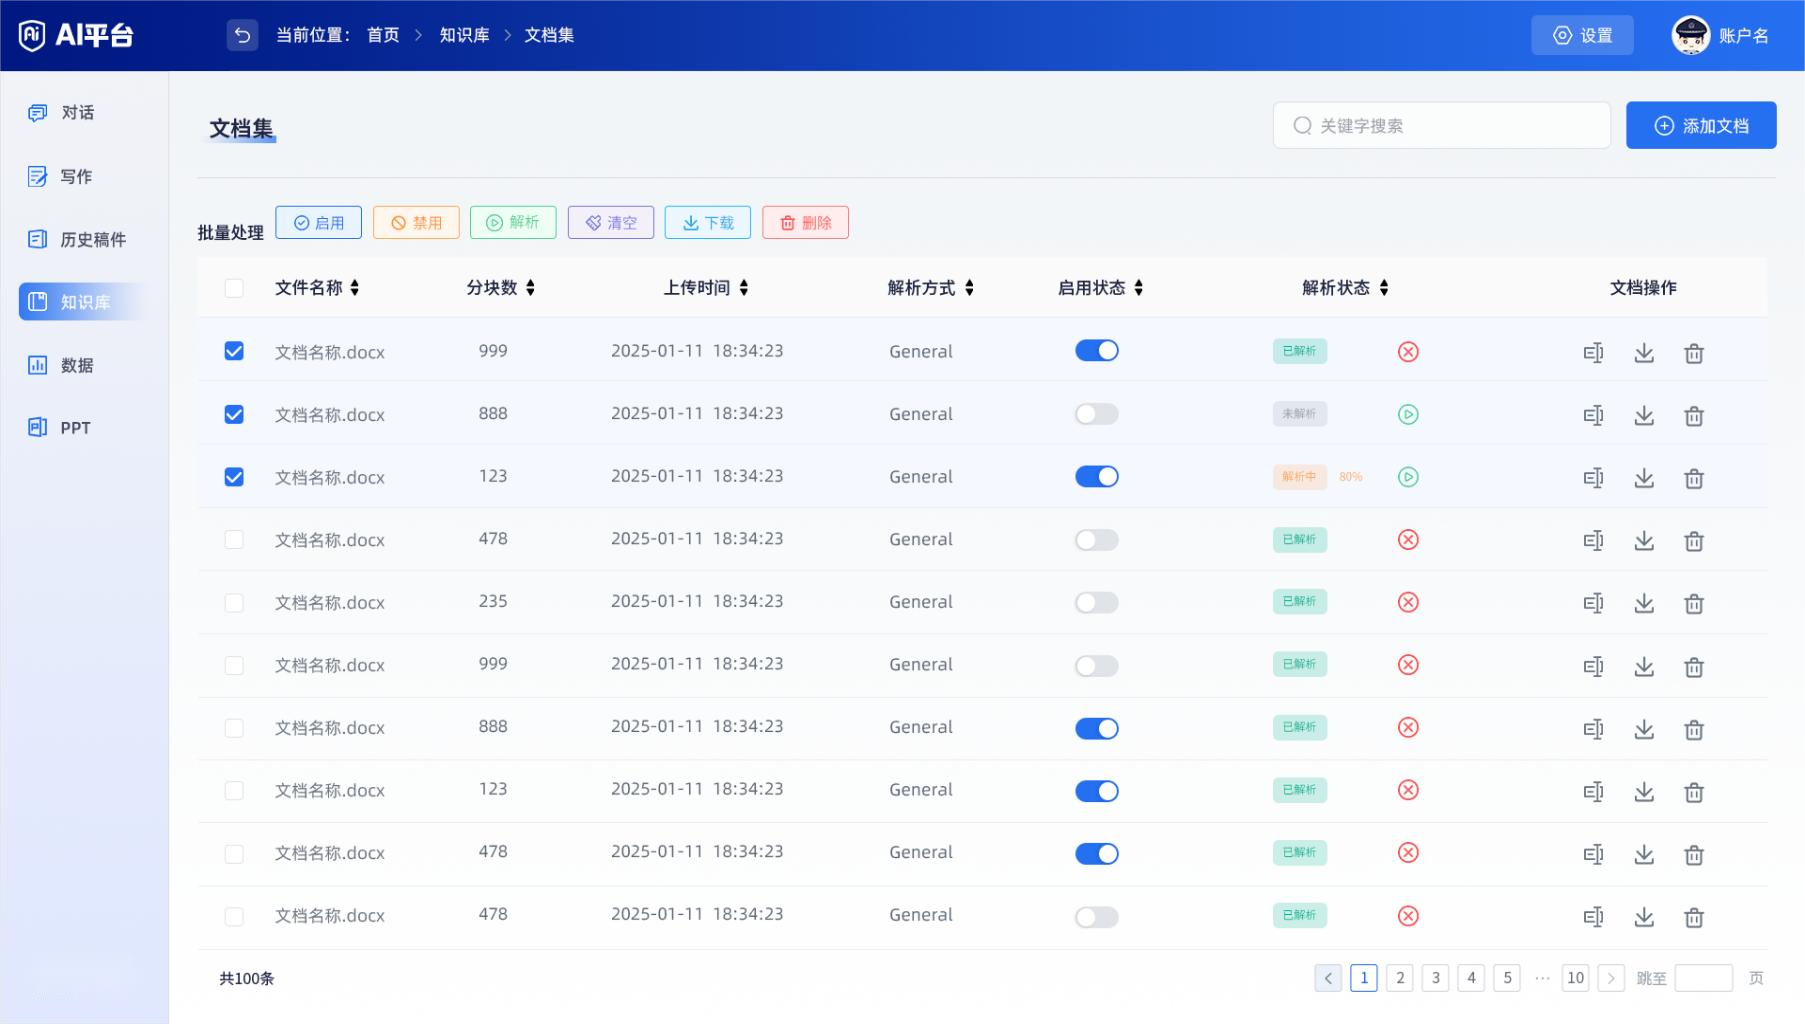 AI平台 当前位置： 首页 > 知识库 > 文档集 设置 账户名
对话
写作
历史稿件
知识库
数据
PPT
文档集 关键字搜索 添加文档
批量处理 启用 禁用 解析 清空 下载 删除
文件名称 分块数 上传时间 解析方式 启用状态 解析状态 文档操作
文档名称.docx 999 2025-01-11 18:34:23 General 已解析
文档名称.docx 888 2025-01-11 18:34:23 General 未解析
文档名称.docx 123 2025-01-11 18:34:23 General 解析中 80%
文档名称.docx 478 2025-01-11 18:34:23 General 已解析
文档名称.docx 235 2025-01-11 18:34:23 General 已解析
文档名称.docx 999 2025-01-11 18:34:23 General 已解析
文档名称.docx 888 2025-01-11 18:34:23 General 已解析
文档名称.docx 123 2025-01-11 18:34:23 General 已解析
文档名称.docx 478 2025-01-11 18:34:23 General 已解析
文档名称.docx 478 2025-01-11 18:34:23 General 已解析
共100条 < 1 2 3 4 5 ··· 10 > 跳至 页